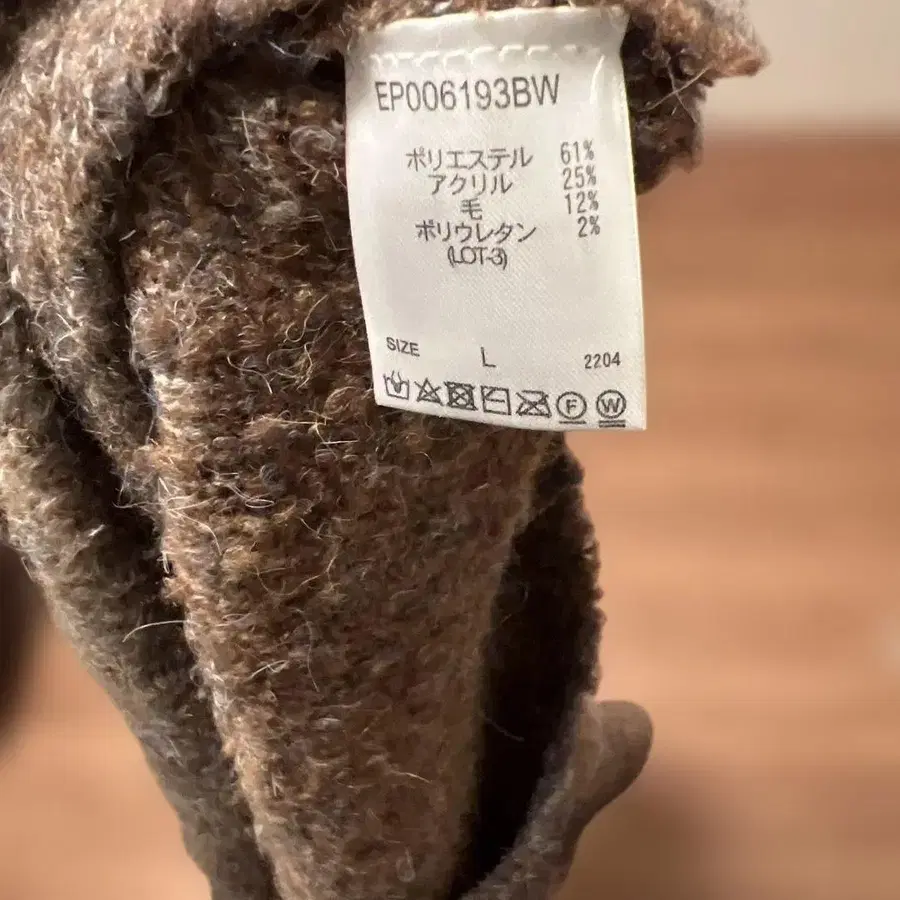 EP006193BW
ポリエステル 61%
アクリル 25%
毛 12%
ポリウレタン 2%
(LOT-3)
SIZE L 2204
F W